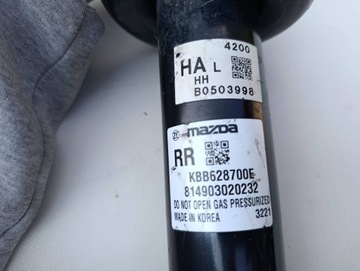 4200
HA L
HH
B0503998
ZF mazda
RR
KBB628700E
814903020232
DO NOT OPEN GAS PRESSURIZED
MADE IN KOREA 3221